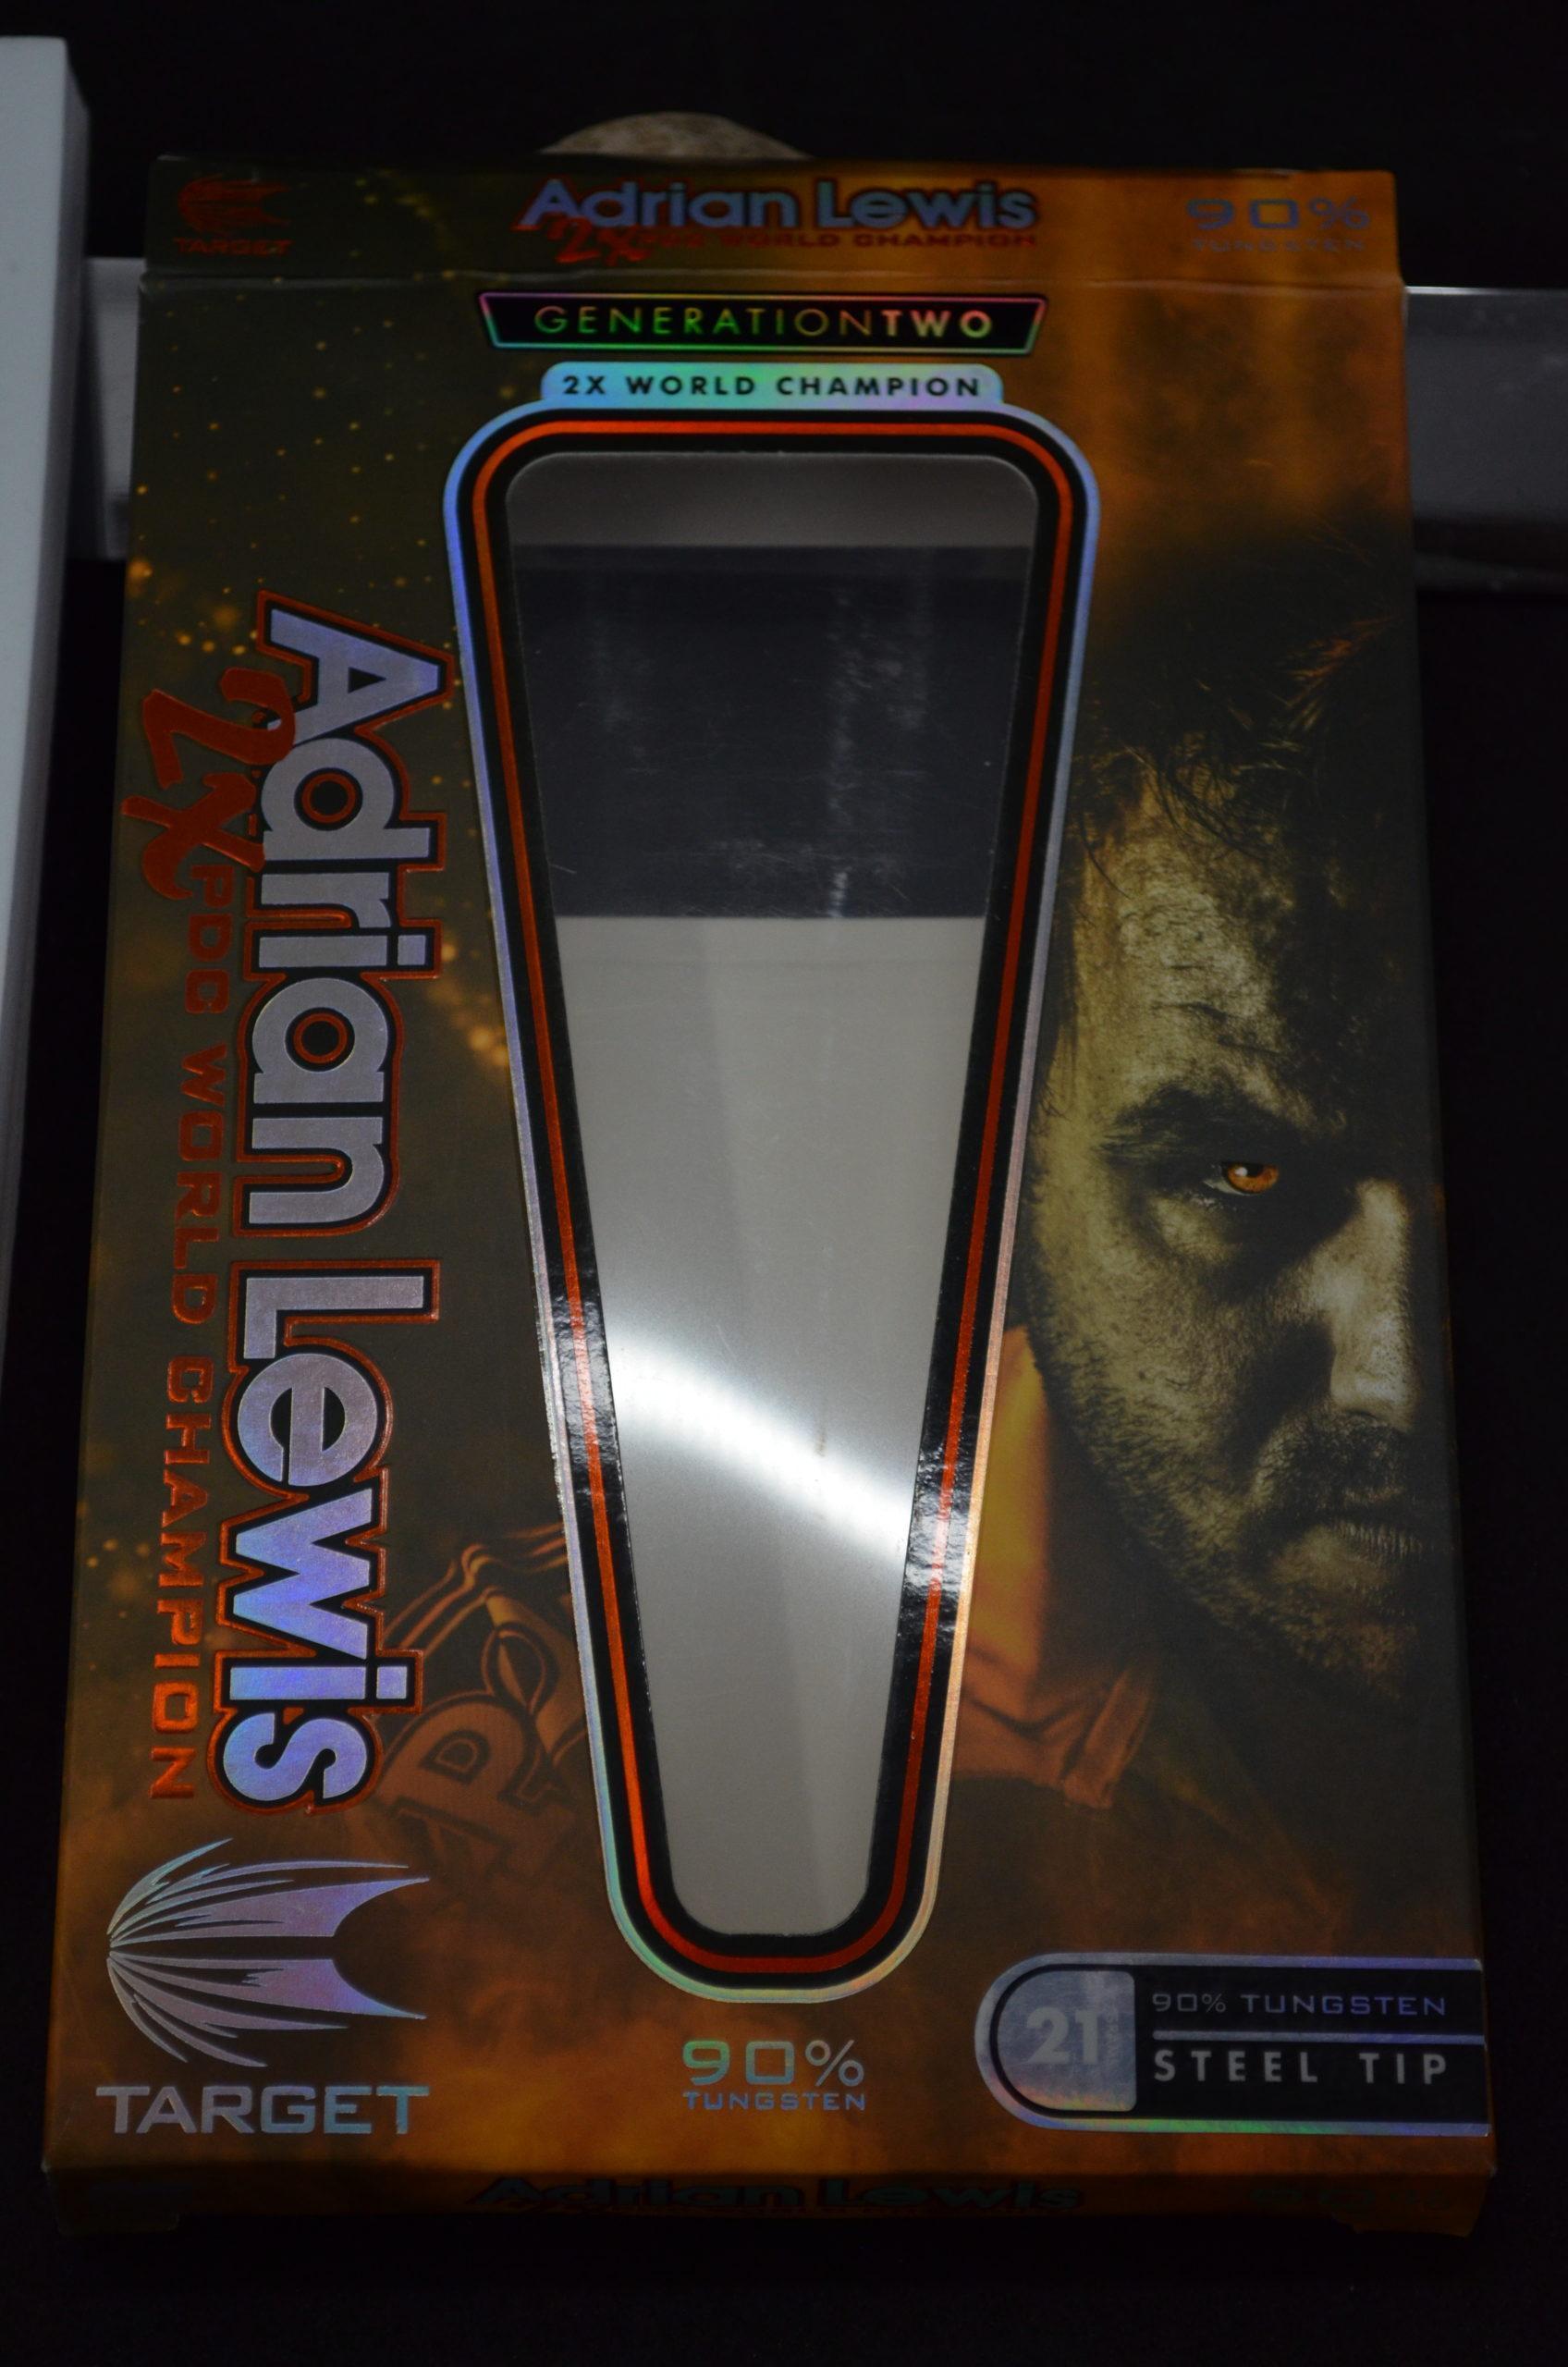 TARGET
Adrian Lewis
2X PDC WORLD CHAMPION
90%
TUNGSTEN
GENERATIONTWO
2X WORLD CHAMPION
Adrian Lewis
2X PDC WORLD CHAMPION
TARGET
90%
TUNGSTEN
21
90% TUNGSTEN
STEEL TIP
Adrian Lewis